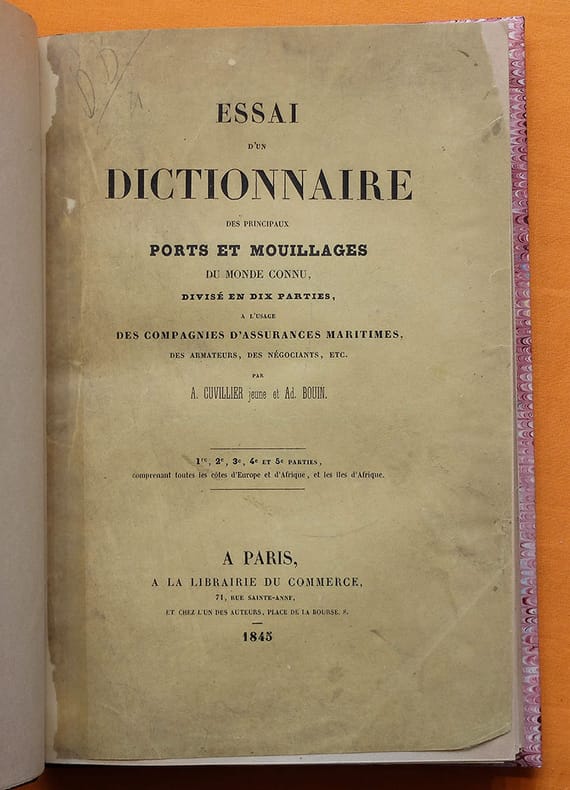 ESSAI
D'UN
DICTIONNAIRE
DES PRINCIPAUX
PORTS ET MOUILLAGES
DU MONDE CONNU,
DIVISÉ EN DIX PARTIES,
A L'USAGE
DES COMPAGNIES D'ASSURANCES MARITIMES,
DES ARMATEURS, DES NÉGOCIANTS, ETC.
PAR
A. CUVILLIER jeune et Ad. BOUIN.
1re, 2e, 3e, 4e ET 5e PARTIES,
comprenant toutes les côtes d'Europe et d'Afrique, et les îles d'Afrique.
A PARIS,
A LA LIBRAIRIE DU COMMERCE,
71, RUE SAINTE-ANNE,
ET CHEZ L'UN DES AUTEURS, PLACE DE LA BOURSE, 8.
1845